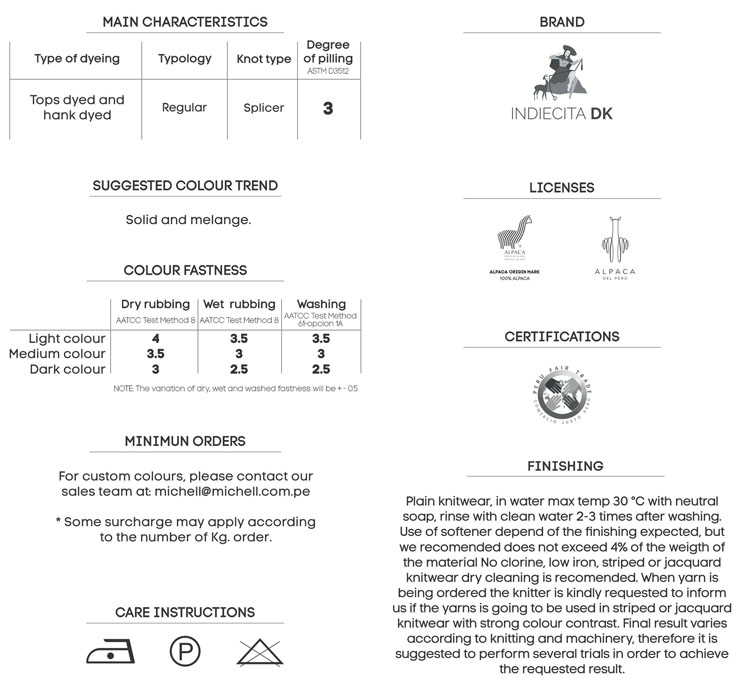 MAIN CHARACTERISTICS
Type of dyeing Typology Knot type Degree of pilling ASTM D3512
Tops dyed and hank dyed Regular Splicer 3
SUGGESTED COLOUR TREND
Solid and melange.
COLOUR FASTNESS
Dry rubbing Wet rubbing Washing
AATCC Test Method 8 AATCC Test Method 8 AATCC Test Method 61-opcion 1A
Light colour 4 3.5 3.5
Medium colour 3.5 3 3
Dark colour 3 2.5 2.5
NOTE: The variation of dry, wet and washed fastness will be + - 0.5
MINIMUN ORDERS
For custom colours, please contact our
sales team at: michell@michell.com.pe
* Some surcharge may apply according
to the number of Kg. order.
CARE INSTRUCTIONS
P
BRAND
INDIECITA DK
LICENSES
ALPACA
ALPACA ORIGIN MARK
100% ALPACA
ALPACA
DEL PERU
CERTIFICATIONS
PERU FAIR TRADE
COMERCIO JUSTO PERU
FINISHING
Plain knitwear, in water max temp 30 °C with neutral
soap, rinse with clean water 2-3 times after washing.
Use of softener depend of the finishing expected, but
we recomended does not exceed 4% of the weigth of
the material No clorine, low iron, striped or jacquard
knitwear dry cleaning is recomended. When yarn is
being ordered the knitter is kindly requested to inform
us if the yarns is going to be used in striped or jacquard
knitwear with strong colour contrast. Final result varies
according to knitting and machinery, therefore it is
suggested to perform several trials in order to achieve
the requested result.